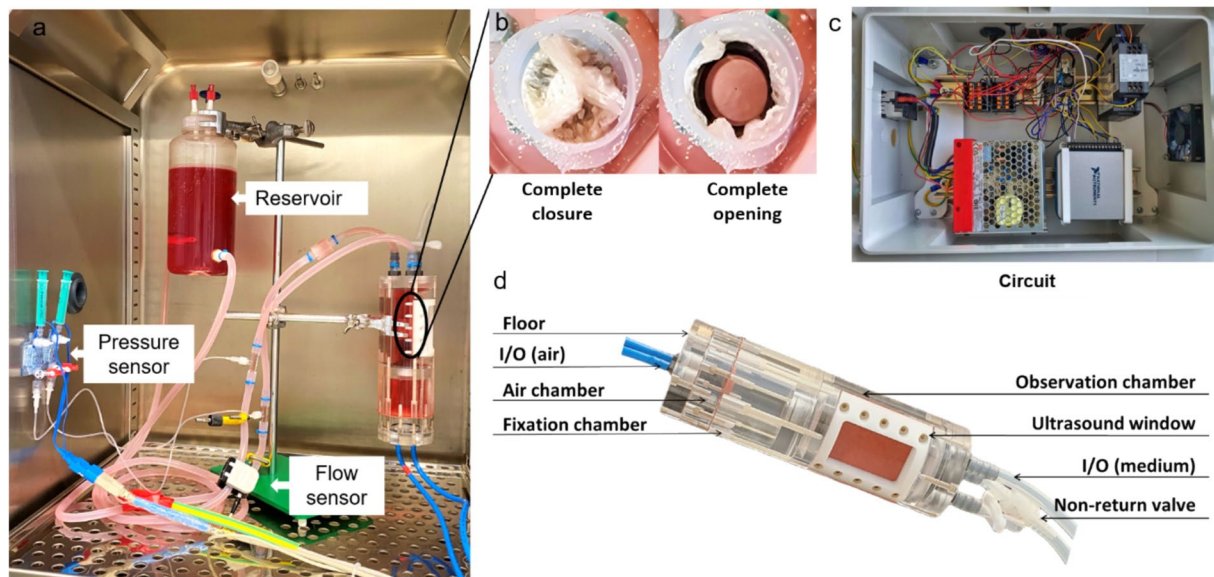 a
Reservoir
Pressure
sensor
Flow
sensor
b
Complete
closure
Complete
opening
c
Circuit
d
Floor
I/O (air)
Air chamber
Fixation chamber
Observation chamber
Ultrasound window
I/O (medium)
Non-return valve